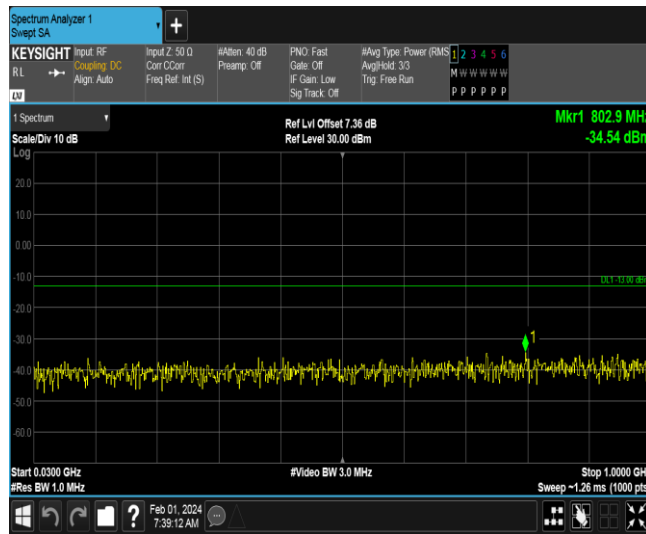 Spectrum Analyzer 1
Swept SA
KEYSIGHT
RL
LXI
Input: RF
Coupling: DC
Align: Auto
Input Z: 50 Ω
Corr CCorr
Freq Ref: Int (S)
#Atten: 40 dB
Preamp: Off
PNO: Fast
Gate: Off
IF Gain: Low
Sig Track: Off
#Avg Type: Power (RMS
Avg|Hold: 3/3
Trig: Free Run
1 2 3 4 5 6
M W W W W W
P P P P P P
1 Spectrum
Scale/Div 10 dB
Log
Ref Lvl Offset 7.36 dB
Ref Level 30.00 dBm
Mkr1 802.9 MHz
-34.54 dBm
20.0
10.0
0.00
-10.0
DL1 -13.00 dBm
-20.0
-30.0
1
-40.0
-50.0
-60.0
Start 0.0300 GHz
#Res BW 1.0 MHz
#Video BW 3.0 MHz
Stop 1.0000 GH
Sweep ~1.26 ms (1000 pts
?
Feb 01, 2024
7:39:12 AM